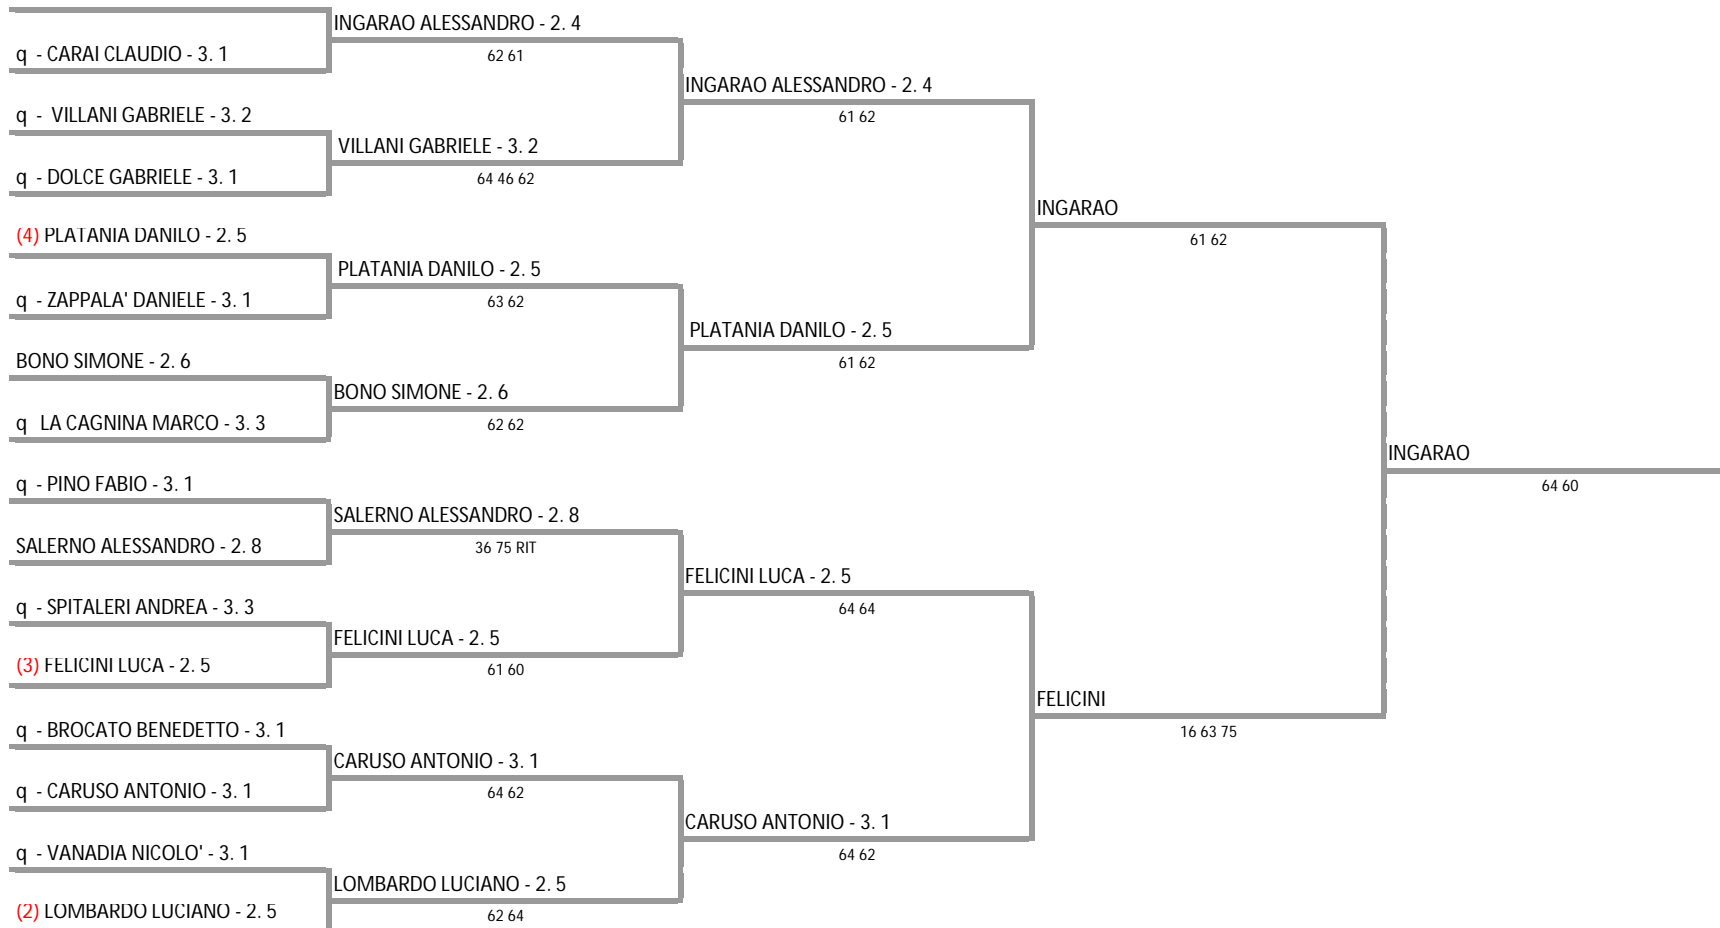 INGARAO ALESSANDRO - 2. 4
q - CARAI CLAUDIO - 3. 1
62 61
INGARAO ALESSANDRO - 2. 4
q - VILLANI GABRIELE - 3. 2
61 62
VILLANI GABRIELE - 3. 2
q - DOLCE GABRIELE - 3. 1
64 46 62
INGARAO
(4) PLATANIA DANILO - 2. 5
61 62
PLATANIA DANILO - 2. 5
q - ZAPPALA' DANIELE - 3. 1
63 62
PLATANIA DANILO - 2. 5
BONO SIMONE - 2. 6
61 62
BONO SIMONE - 2. 6
q LA CAGNINA MARCO - 3. 3
62 62
INGARAO
q - PINO FABIO - 3. 1
64 60
SALERNO ALESSANDRO - 2. 8
SALERNO ALESSANDRO - 2. 8
36 75 RIT
FELICINI LUCA - 2. 5
q - SPITALERI ANDREA - 3. 3
64 64
FELICINI LUCA - 2. 5
(3) FELICINI LUCA - 2. 5
61 60
FELICINI
q - BROCATO BENEDETTO - 3. 1
16 63 75
CARUSO ANTONIO - 3. 1
q - CARUSO ANTONIO - 3. 1
64 62
CARUSO ANTONIO - 3. 1
q - VANADIA NICOLO' - 3. 1
64 62
LOMBARDO LUCIANO - 2. 5
(2) LOMBARDO LUCIANO - 2. 5
62 64